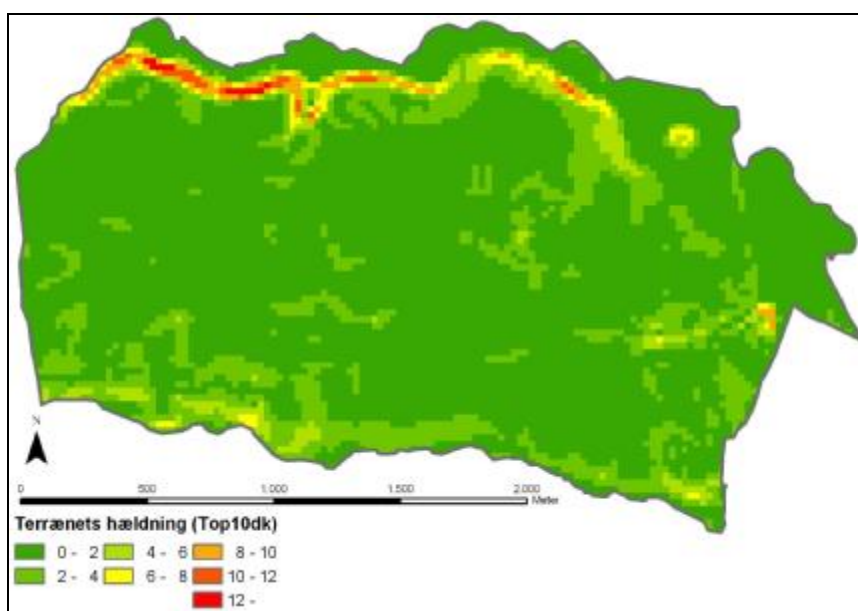 N
0 500 1.000 1.500 2.000
Meter
Terrænets hældning (Top10dk)
0 - 2 4 - 6 8 - 10
2 - 4 6 - 8 10 - 12
12 -